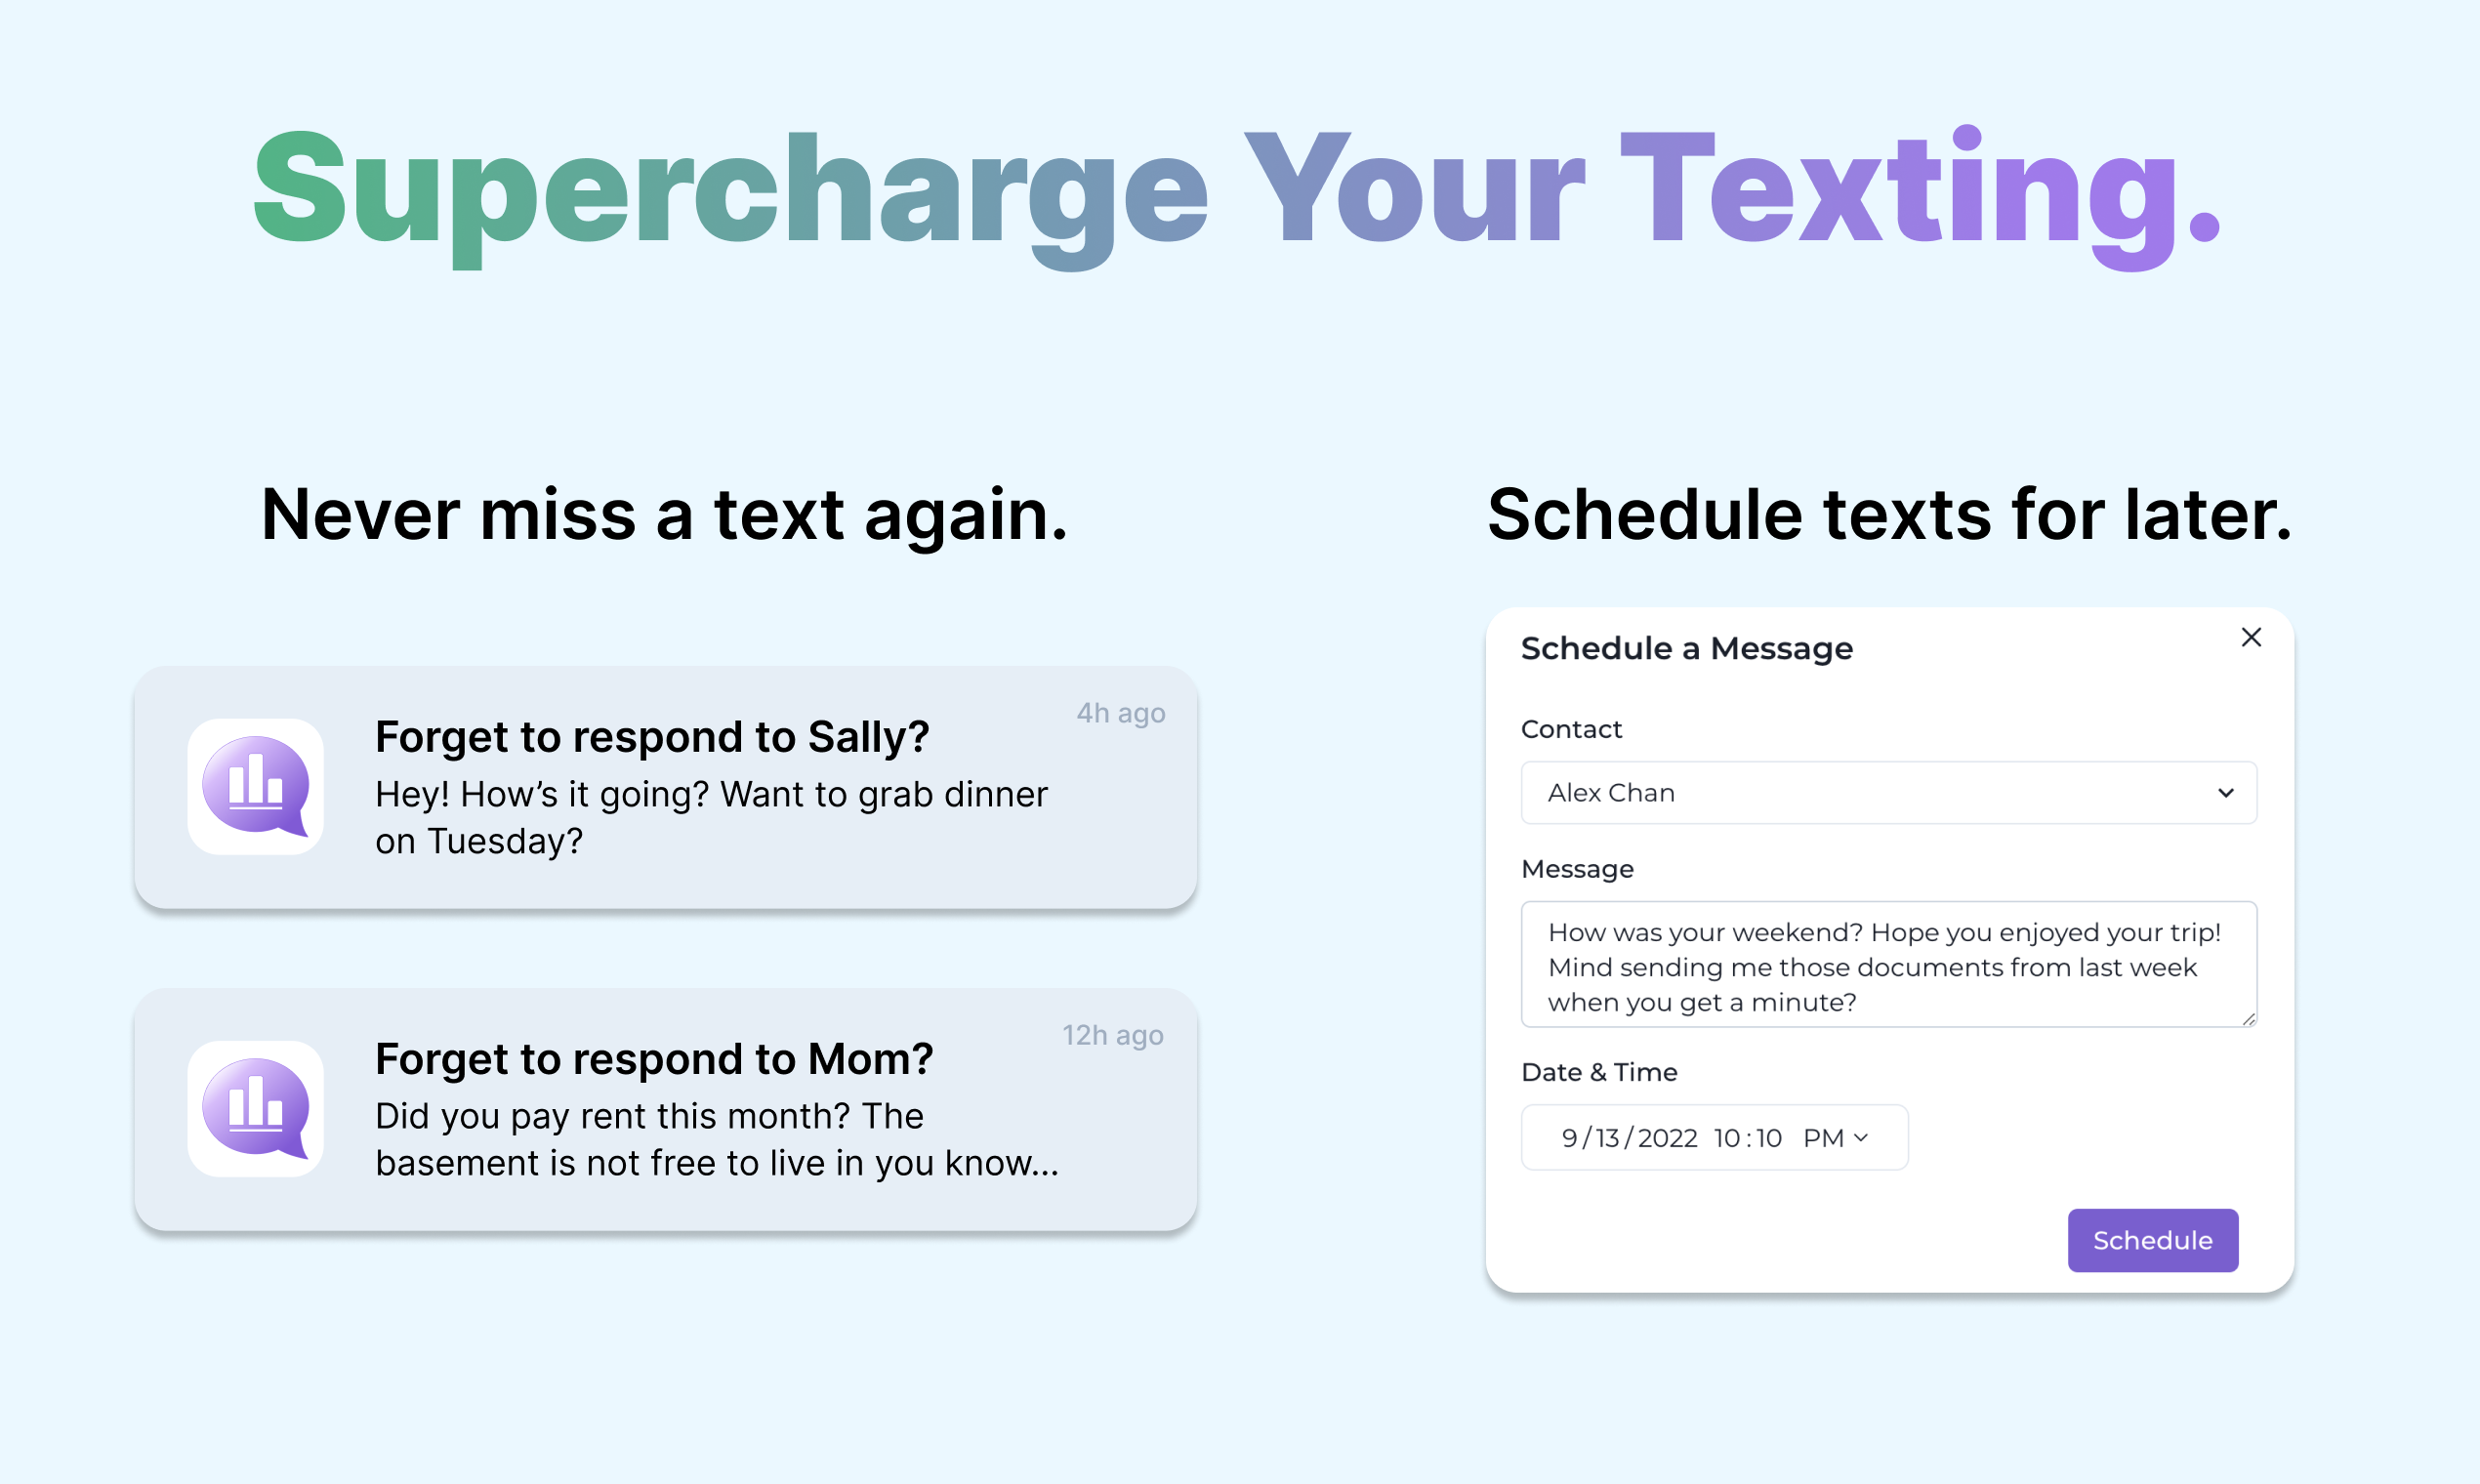 Supercharge Your Texting.
Never miss a text again.
4h ago
Forget to respond to Sally?
Hey! How’s it going? Want to grab dinner
on Tuesday?
12h ago
Forget to respond to Mom?
Did you pay rent this month? The
basement is not free to live in you know...
Schedule texts for later.
Schedule a Message
Contact
Alex Chan
Message
How was your weekend? Hope you enjoyed your trip!
Mind sending me those documents from last week
when you get a minute?
Date & Time
9/13/2022 10:10 PM
Schedule